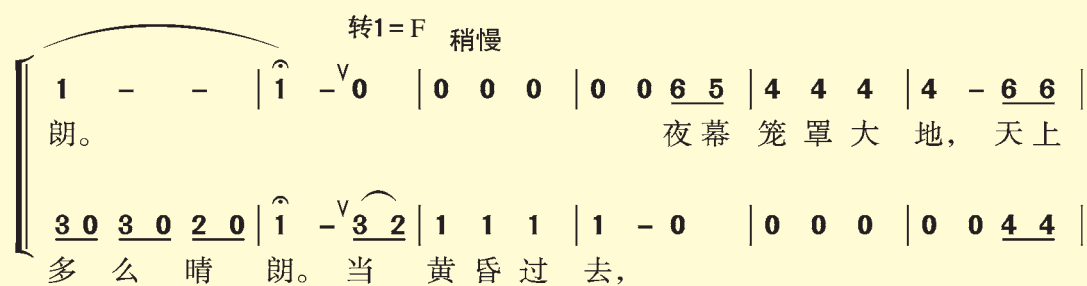 转1=F 稍慢
1 - - | 1 - ∨ 0 | 0 0 0 | 0 0 6 5 | 4 4 4 | 4 - 6 6 |
朗。 夜幕 笼罩大 地，天上
3 0 3 0 2 0 | 1 - ∨ 3 2 | 1 1 1 | 1 - 0 | 0 0 0 | 0 0 4 4 |
多么晴 朗。当 黄昏过 去，